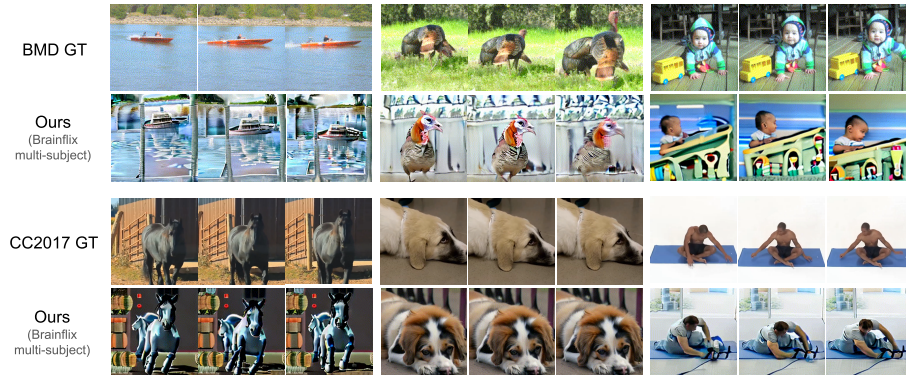 BMD GT
Ours
(Brainflix
multi-subject)
CC2017 GT
Ours
(Brainflix
multi-subject)